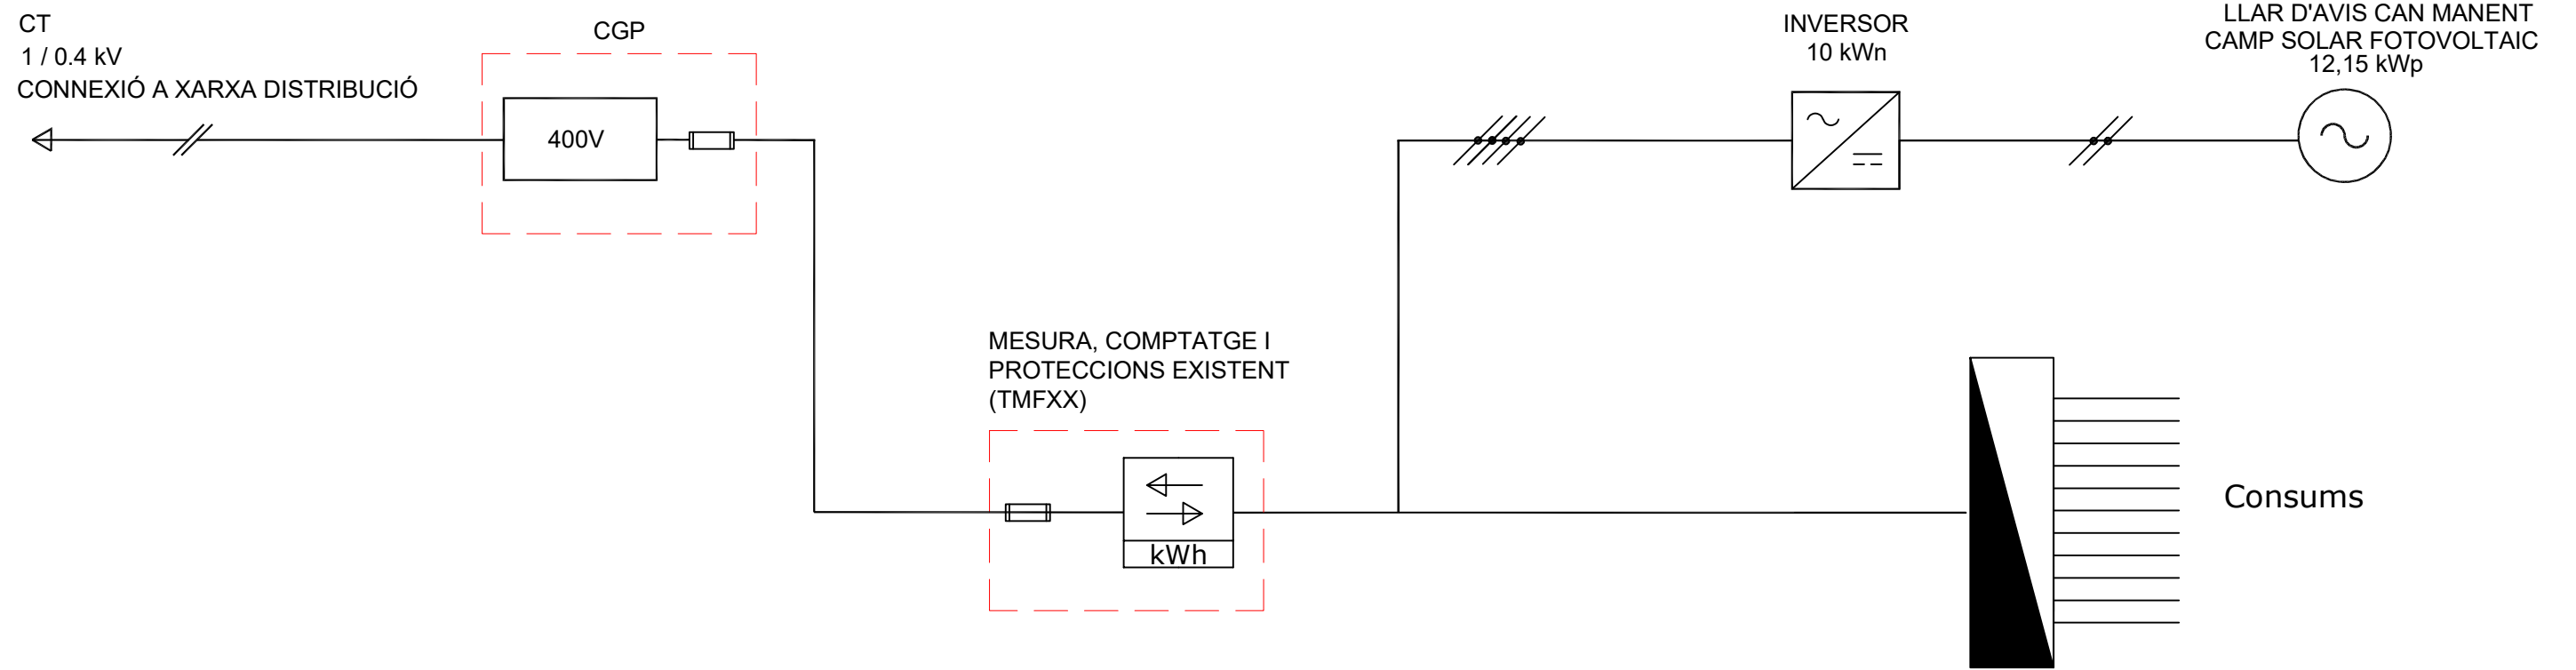 CT
1 / 0.4 kV
CONNEXIÓ A XARXA DISTRIBUCIÓ
CGP
400V
INVERSOR
10 kWn
LLAR D'AVIS CAN MANENT
CAMP SOLAR FOTOVOLTAIC
12,15 kWp
MESURA, COMPTATGE I
PROTECCIONS EXISTENT
(TMFXX)
kWh
Consums